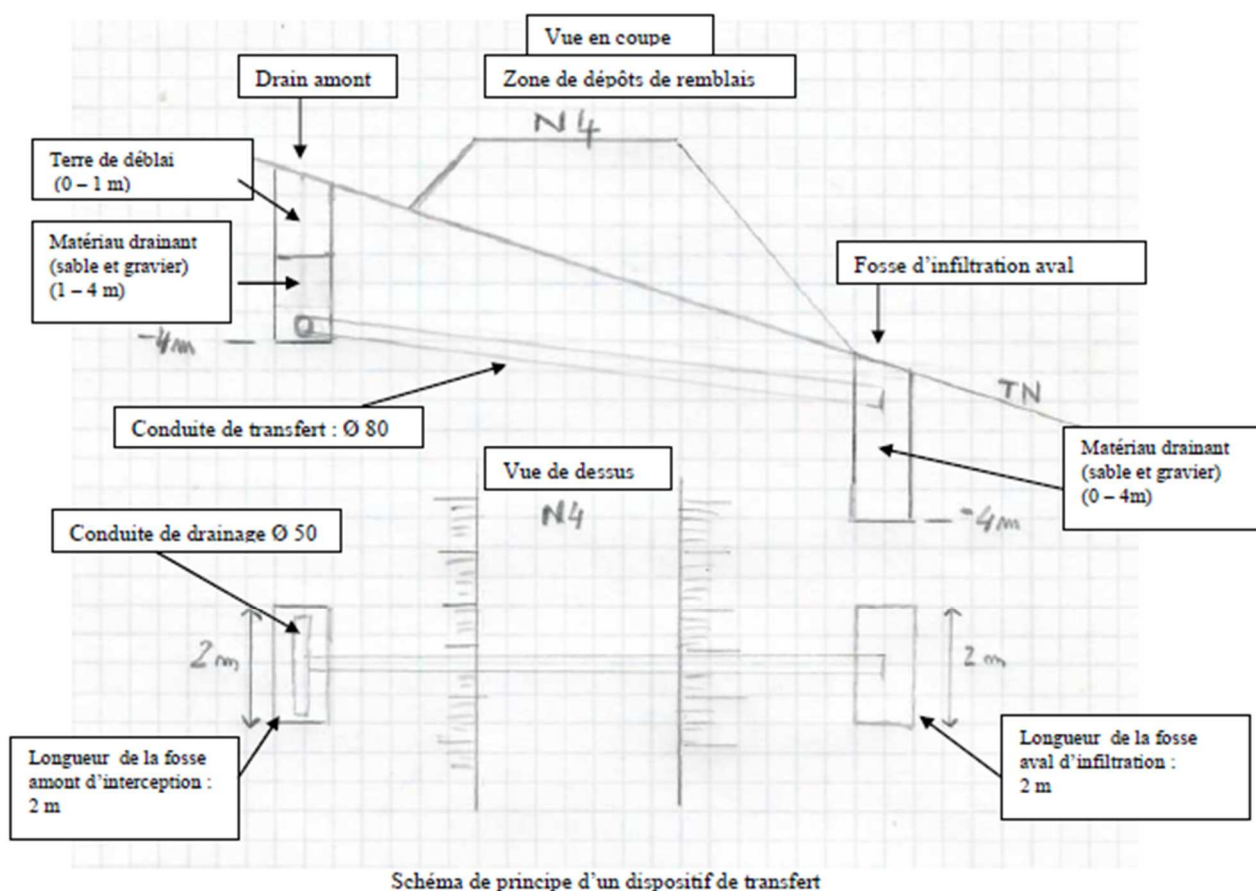 Vue en coupe
Drain amont
Zone de dépôts de remblais
N4
Terre de déblai
(0 – 1 m)
Matériau drainant
(sable et gravier)
(1 – 4 m)
Fosse d'infiltration aval
-4m
TN
Conduite de transfert : Ø 80
Matériau drainant
(sable et gravier)
(0 – 4m)
Vue de dessus
N4
-4m
Conduite de drainage Ø 50
2m
2m
Longueur de la fosse
amont d'interception :
2 m
Longueur de la fosse
aval d'infiltration :
2 m
Schéma de principe d'un dispositif de transfert